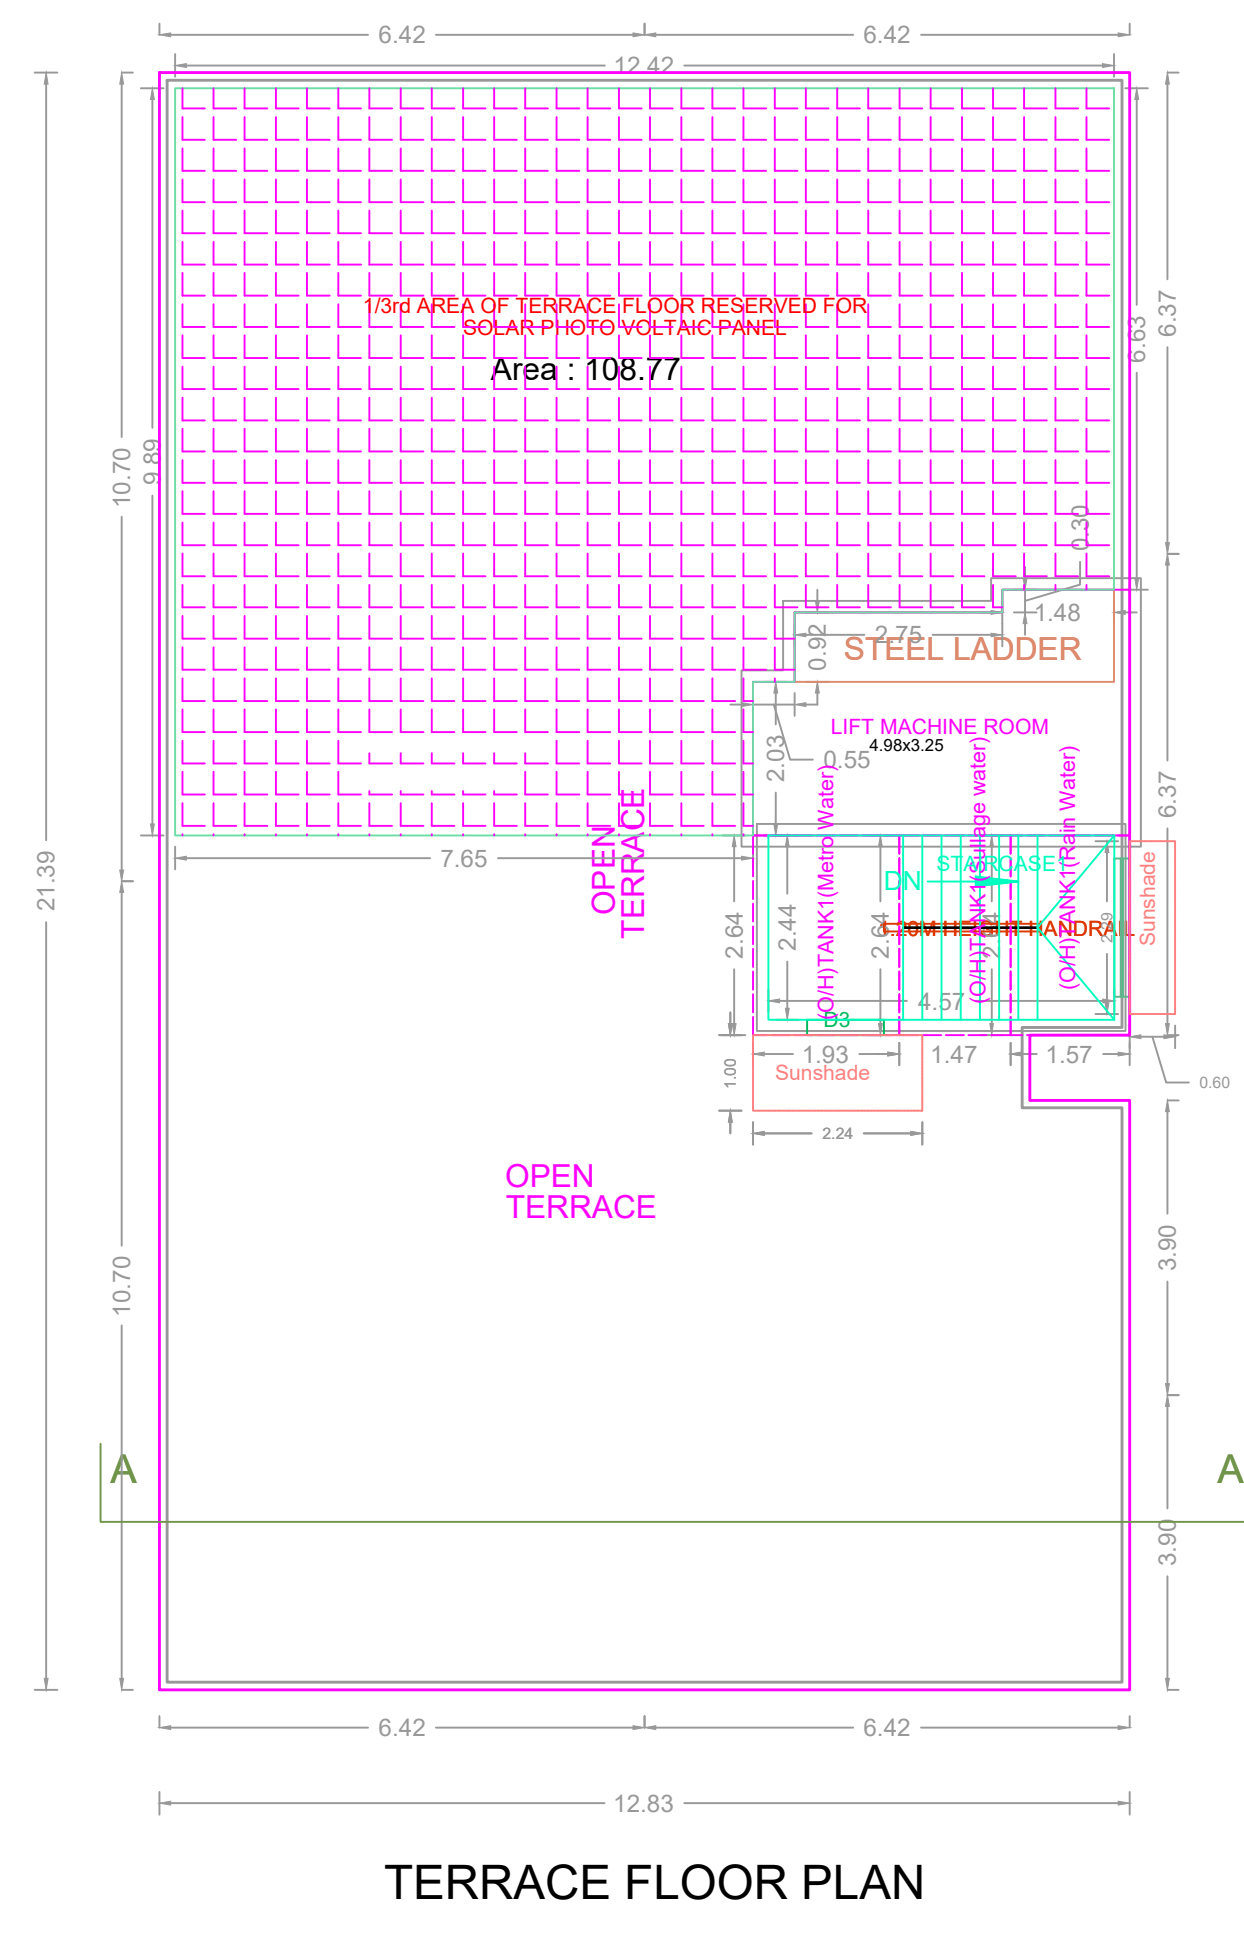 6.42
6.42
12.42
1/3rd AREA OF TERRACE FLOOR RESERVED FOR
SOLAR PHOTO VOLTAIC PANEL
Area : 108.77
6.37
6.63
10.70
9.89
0.30
1.48
2.75
0.92
STEEL LADDER
LIFT MACHINE ROOM
4.98x3.25
2.03
0.55
6.37
OPEN
TERRACE
7.65
21.39
(O/H)TANK1(Metro Water)
(O/H)TANK1(Sullage water)
(O/H)TANK1(Rain Water)
STAIRCASE1
DN
Sunshade
2.64
2.44
2.64
HEIGHT HANDRAIL
4.57
D3
1.93
1.47
1.57
Sunshade
1.00
0.60
2.24
OPEN
TERRACE
3.90
10.70
A
A
3.90
6.42
6.42
12.83
TERRACE FLOOR PLAN